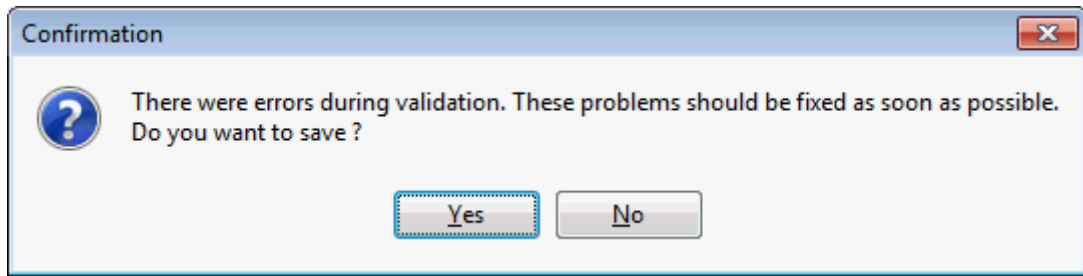 Confirmation
There were errors during validation. These problems should be fixed as soon as possible.
Do you want to save ?
Yes
No